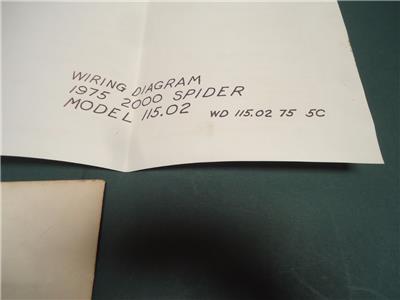 WIRING DIAGRAM
1975 2000 SPIDER
MODEL 115.02 WD 115.02 75 5C